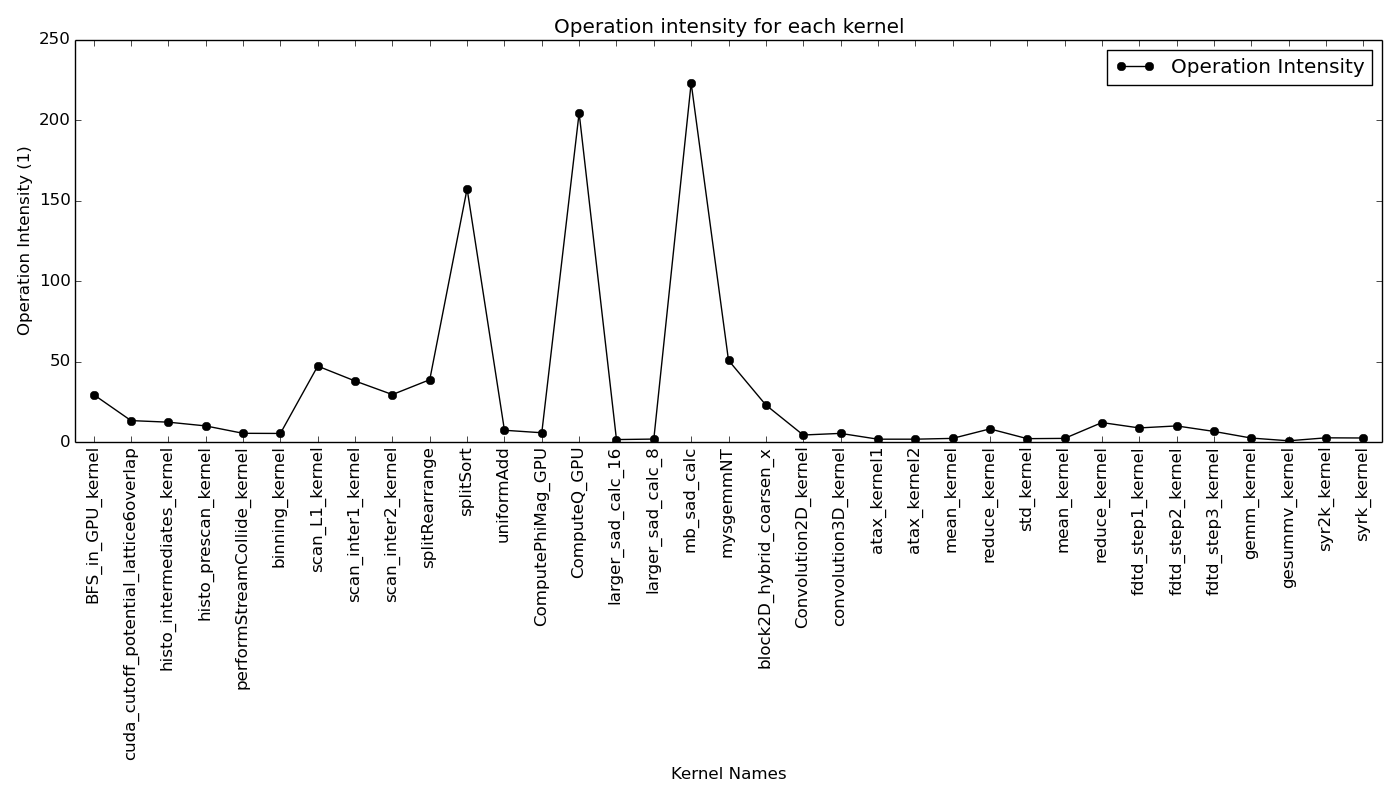 Operation intensity for each kernel
Operation Intensity
Operation Intensity (1)
250
200
150
100
50
0
BFS_in_GPU_kernel
cuda_cutoff_potential_lattice6overlap
histo_intermediates_kernel
histo_prescan_kernel
performStreamCollide_kernel
binning_kernel
scan_L1_kernel
scan_inter1_kernel
scan_inter2_kernel
splitRearrange
splitSort
uniformAdd
ComputePhiMag_GPU
ComputeQ_GPU
larger_sad_calc_16
larger_sad_calc_8
mb_sad_calc
mysgemmNT
block2D_hybrid_coarsen_x
Convolution2D_kernel
convolution3D_kernel
atax_kernel1
atax_kernel2
mean_kernel
reduce_kernel
std_kernel
mean_kernel
reduce_kernel
fdtd_step1_kernel
fdtd_step2_kernel
fdtd_step3_kernel
gemm_kernel
gesummv_kernel
syr2k_kernel
syrk_kernel
Kernel Names